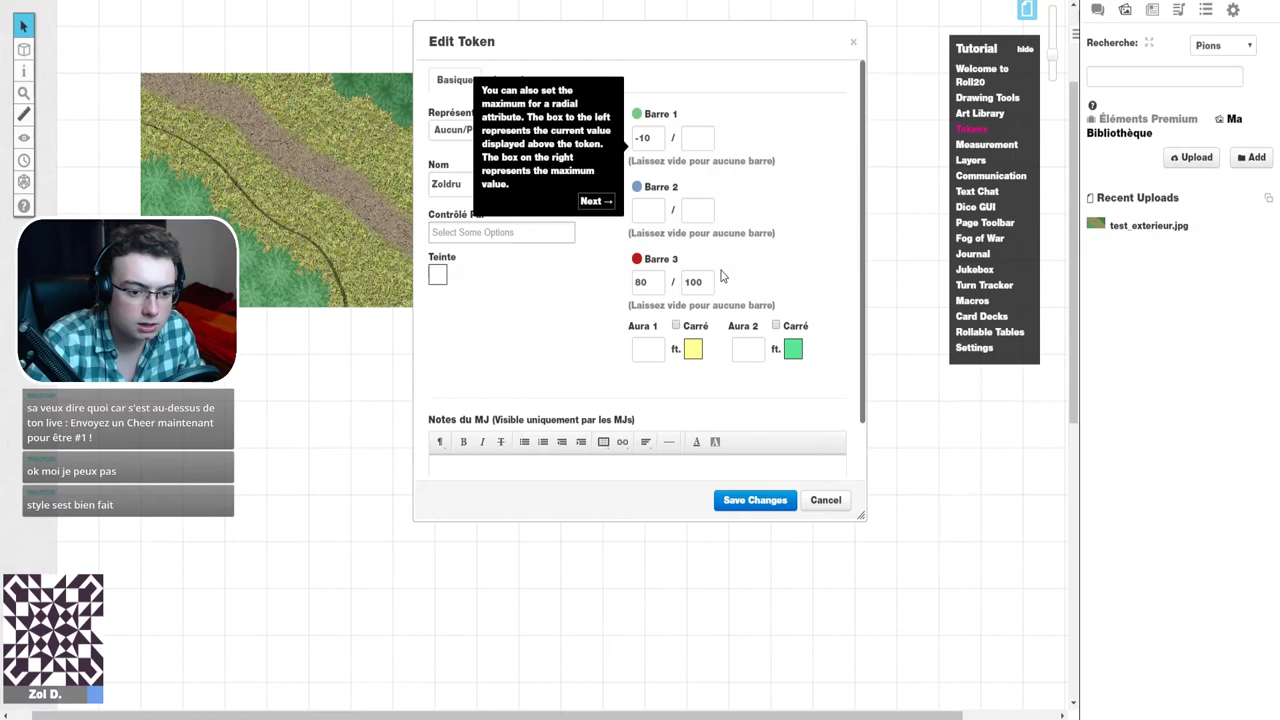 Edit Token
×
Basique
You can also set the
maximum for a radial
attribute. The box to the left
represents the current value
displayed above the token.
The box on the right
represents the maximum
value.
Next →
Représent
Aucun/P
Nom
Zoldru
Contrôlé Par
Select Some Options
Teinte
Barre 1
-10 /
(Laissez vide pour aucune barre)
Barre 2
/
(Laissez vide pour aucune barre)
Barre 3
80 / 100
(Laissez vide pour aucune barre)
Aura 1 Carré Aura 2 Carré
ft. ft.
Notes du MJ (Visible uniquement par les MJs)
Save Changes Cancel
Tutorial hide
Welcome to
Roll20
Drawing Tools
Art Library
Tokens
Measurement
Layers
Communication
Text Chat
Dice GUI
Page Toolbar
Fog of War
Journal
Jukebox
Turn Tracker
Macros
Card Decks
Rollable Tables
Settings
Recherche: Pions
Éléments Premium Ma
Bibliothèque
Upload Add
Recent Uploads
test_exterieur.jpg
sa veux dire quoi car s'est au-dessus de
ton live : Envoyez un Cheer maintenant
pour être #1 !
ok moi je peux pas
style sest bien fait
Zol D.